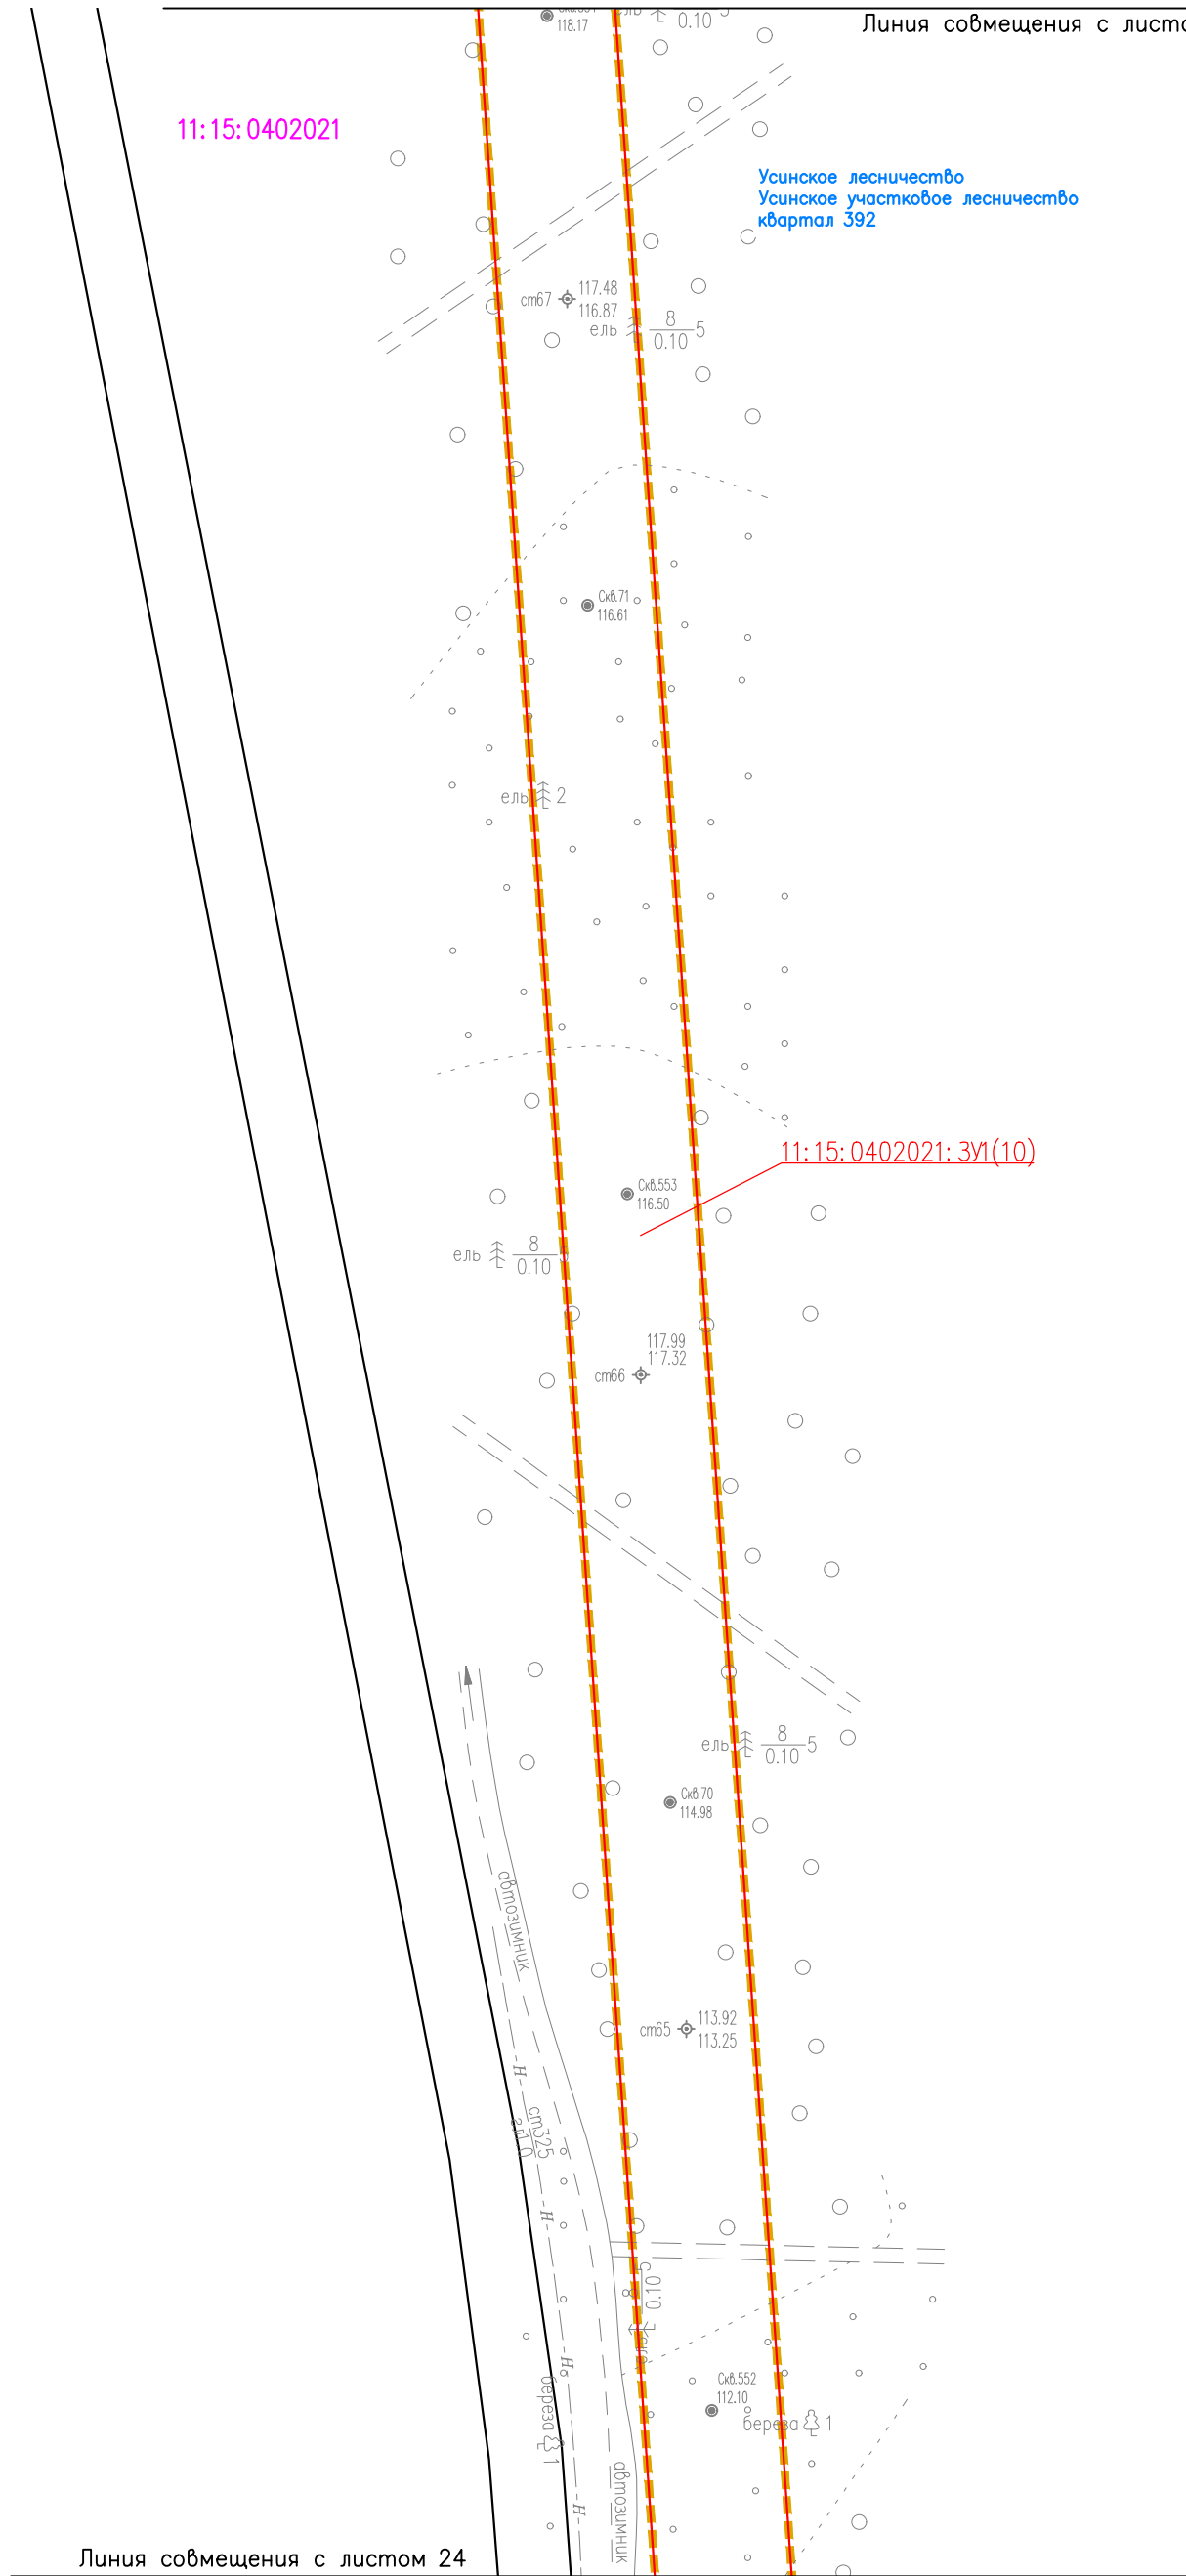 118.17
0.10
Линия совмещения с листо
11:15:0402021
Усинское лесничество
Усинское участковое лесничество
квартал 392
ст67
117.48
116.87
ель
8
0.10
5
Скв.71
116.61
ель 2
11:15:0402021:ЗУ1(10)
Скв.553
116.50
ель
8
0.10
117.99
117.32
ст66
ель
8
0.10
5
Скв.70
114.98
автозимник
113.92
ст65
113.25
Н
ст325
Н
8
0.10
5
Н
Скв.552
112.10
береза 1
береза 1
автозимник
Н
Линия совмещения с листом 24